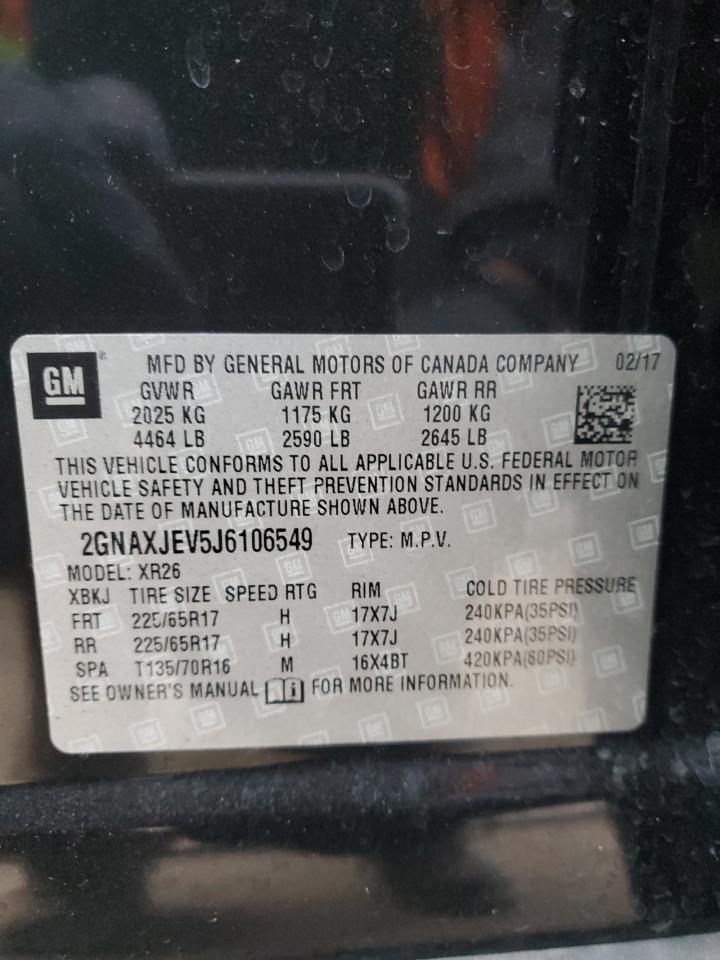 GM
MFD BY GENERAL MOTORS OF CANADA COMPANY 02/17
GVWR GAWR FRT GAWR RR
2025 KG 1175 KG 1200 KG
4464 LB 2590 LB 2645 LB
THIS VEHICLE CONFORMS TO ALL APPLICABLE U.S. FEDERAL MOTOR
VEHICLE SAFETY AND THEFT PREVENTION STANDARDS IN EFFECT ON
THE DATE OF MANUFACTURE SHOWN ABOVE.
2GNAXJEV5J6106549 TYPE: M.P.V.
MODEL: XR26
XBKJ TIRE SIZE SPEED RTG RIM COLD TIRE PRESSURE
FRT 225/65R17 H 17X7J 240KPA(35PSI)
RR 225/65R17 H 17X7J 240KPA(35PSI)
SPA T135/70R16 M 16X4BT 420KPA(60PSI)
SEE OWNER'S MANUAL FOR MORE INFORMATION.